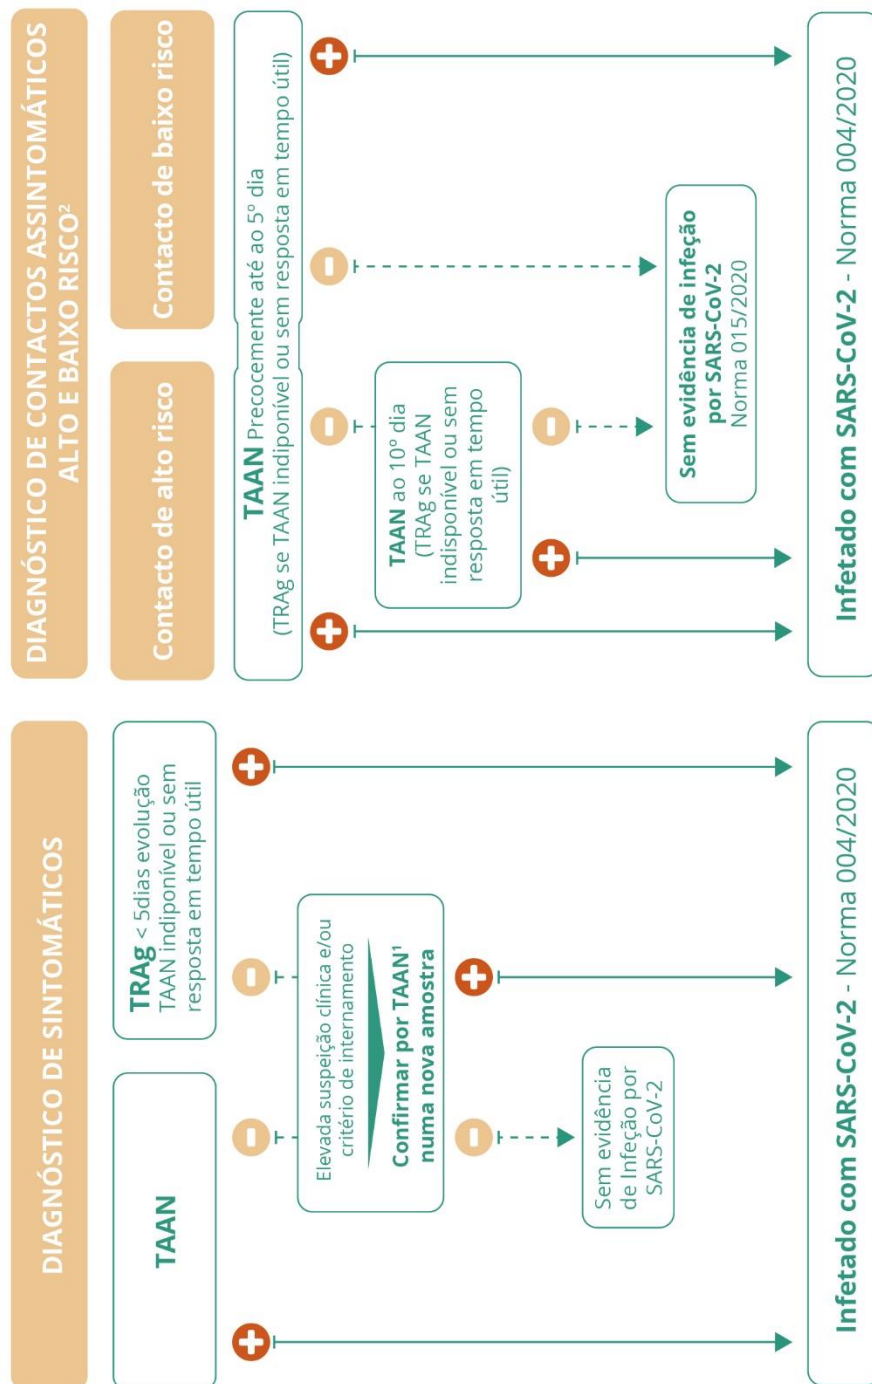 DIAGNÓSTICO DE SINTOMÁTICOS
TAAN
TRAg < 5dias evolução
TAAN indiponível ou sem
resposta em tempo útil
Elevada suspeição clínica e/ou
critério de internamento
Confirmar por TAAN¹
numa nova amostra
Sem evidência
de Infeção por
SARS-CoV-2
Infetado com SARS-CoV-2 - Norma 004/2020
DIAGNÓSTICO DE CONTACTOS ASSINTOMÁTICOS
ALTO E BAIXO RISCO²
Contacto de alto risco
Contacto de baixo risco
TAAN Precocemente até ao 5º dia
(TRAg se TAAN indiponível ou sem resposta em tempo útil)
TAAN ao 10º dia
(TRAg se TAAN
indisponível ou sem
resposta em tempo
útil)
Sem evidência de infeção
por SARS-CoV-2
Norma 015/2020
Infetado com SARS-CoV-2 - Norma 004/2020